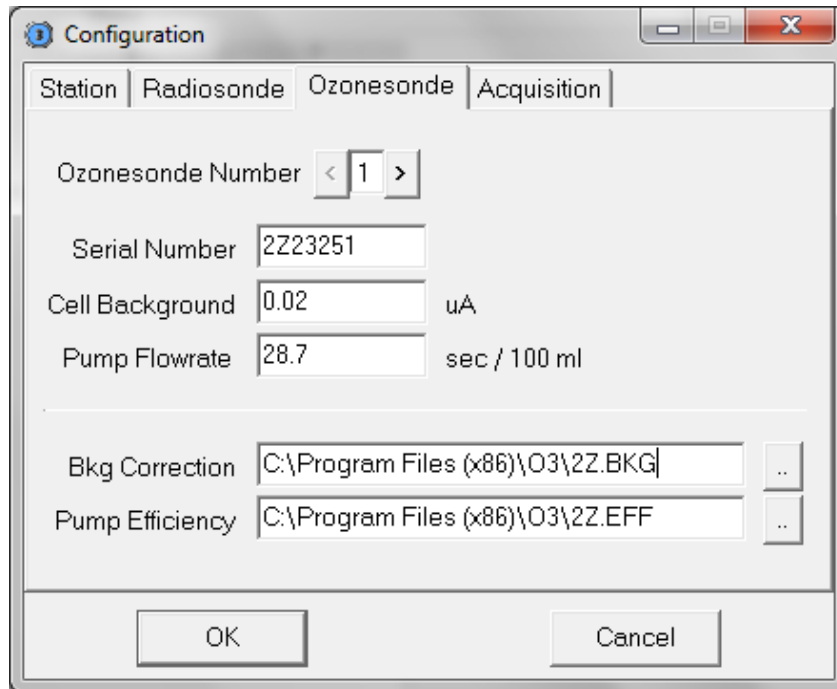 Configuration
Station Radiosonde Ozonesonde Acquisition
Ozonesonde Number < 1 >
Serial Number 2Z23251
Cell Background 0.02 uA
Pump Flowrate 28.7 sec / 100 ml
Bkg Correction C:\Program Files (x86)\O3\2Z.BKG ..
Pump Efficiency C:\Program Files (x86)\O3\2Z.EFF ..
OK Cancel